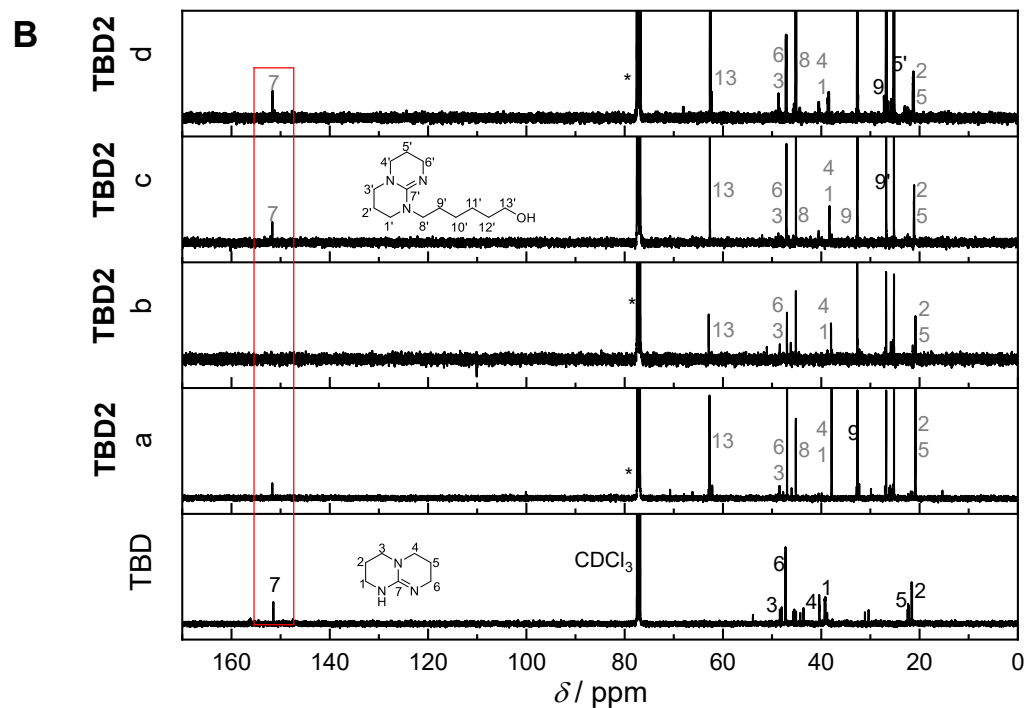 B
TBD2 d
7
*
13
6 8 4
3 1
9
5'
2
5
TBD2 c
7
5'
4' 6'
N N
3' 7'
2' N 9' 11' 13'
OH
1' 8' 10' 12'
13
6 4
3 8 1 9
9'
2
5
TBD2 b
*
13
6 4
3 1
2
5
TBD2 a
*
13
6 4
3 8 1
9
2
5
TBD
7
3 4
2 N 5
1 N 7 N 6
H
CDCl3
6
3
4 1
5 2
160 140 120 100 80 60 40 20 0
δ / ppm